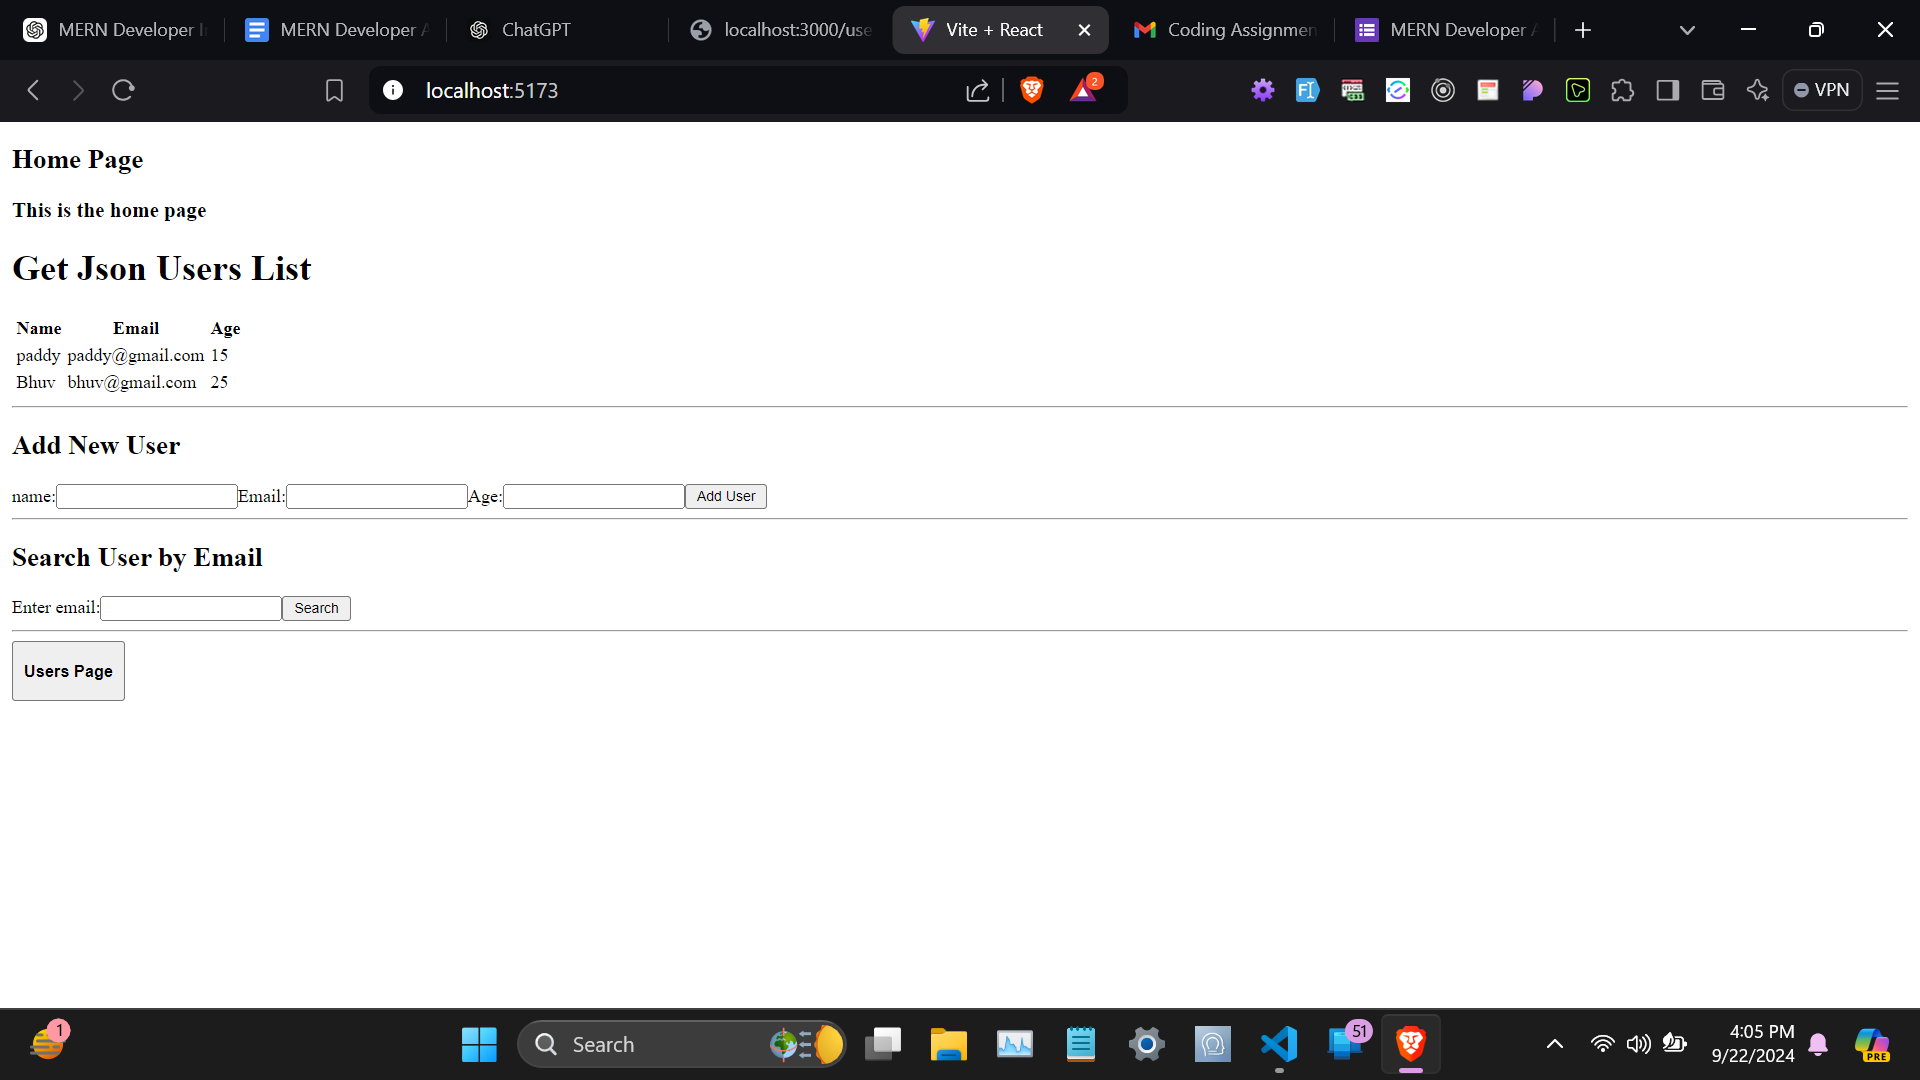 MERN Developer I
MERN Developer A
ChatGPT
localhost:3000/use
Vite + React
Coding Assignmen
MERN Developer A
localhost:5173
2
VPN
Home Page
This is the home page
Get Json Users List
Name Email Age
paddy paddy@gmail.com 15
Bhuv bhuv@gmail.com 25
Add New User
name: Email: Age: Add User
Search User by Email
Enter email: Search
Users Page
1
Search
51
4:05 PM
9/22/2024
PRE